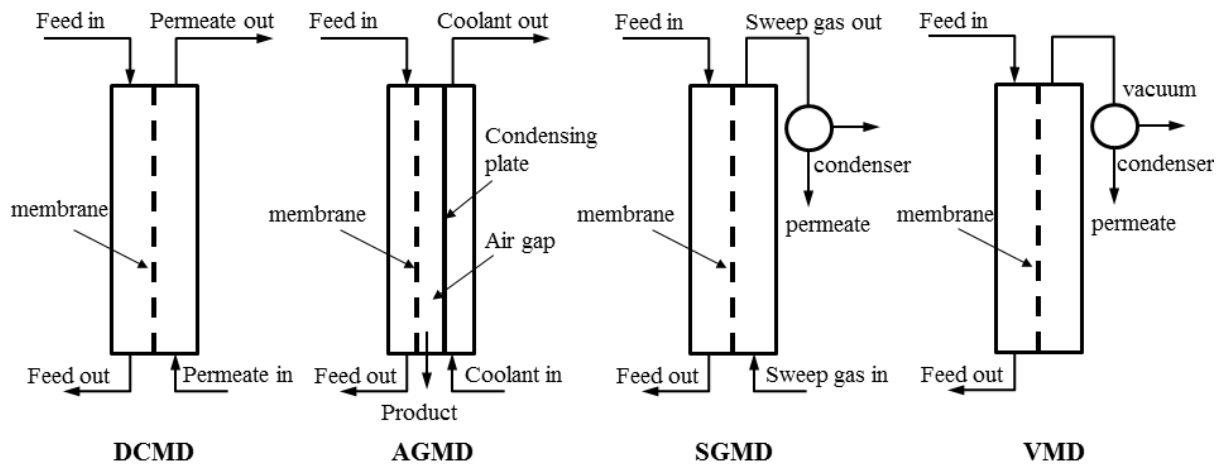 Feed in
Permeate out
membrane
Feed out
Permeate in
DCMD
Feed in
Coolant out
Condensing
plate
membrane
Air gap
Feed out
Coolant in
Product
AGMD
Feed in
Sweep gas out
condenser
membrane
permeate
Feed out
Sweep gas in
SGMD
Feed in
vacuum
condenser
membrane
permeate
Feed out
VMD